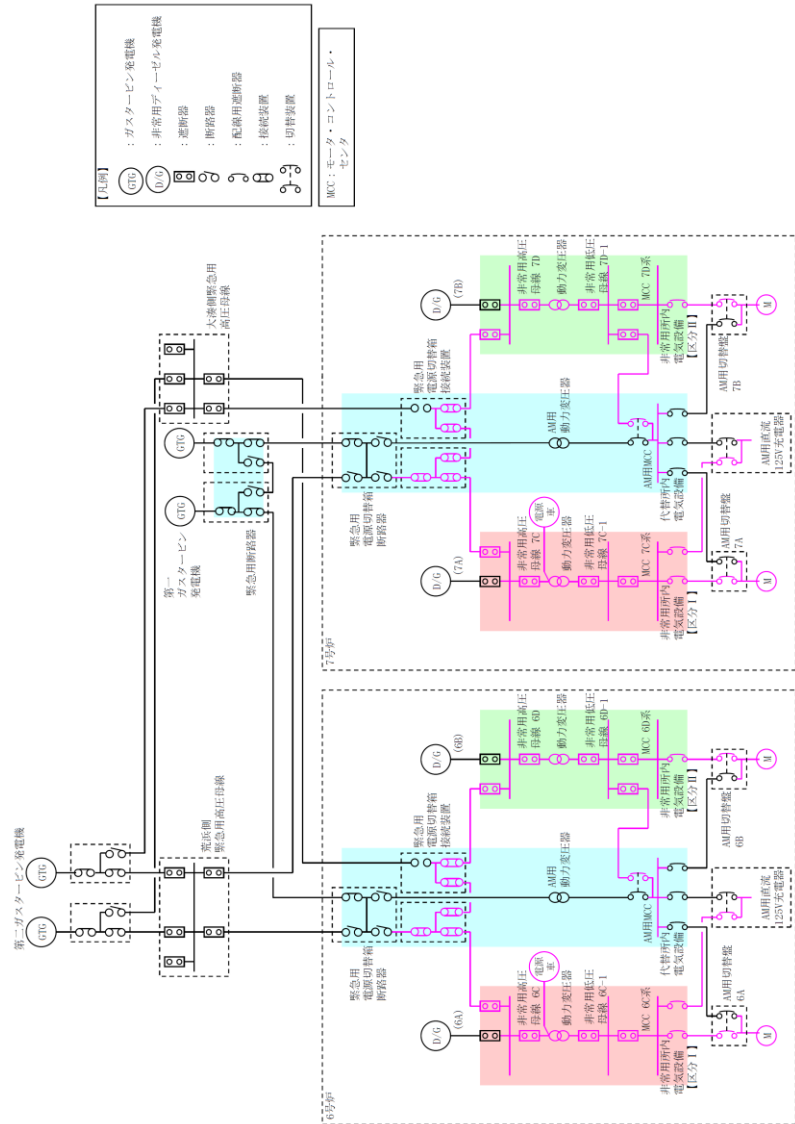 【凡例】
GTG
：ガスタービン発電機
D/G
：非常用ディーゼル発電機
：遮断器
：断路器
：配線用遮断器
：接続装置
：切替装置
MCC：モータ・コントロール・
センタ
第二ガスタービン発電機
GTG
GTG
荒浜側
緊急用高圧母線
第一
ガスタービン
発電機
GTG
GTG
緊急用断路器
大湊側緊急用
高圧母線
6号炉
緊急用
電源切替箱
断路器
緊急用
電源切替箱
接続装置
D/G
(6A)
非常用高圧
母線 6C
電源
車
動力変圧器
非常用低圧
母線 6C-1
MCC 6C系
非常用所内
電気設備
【区分Ⅰ】
AM用
動力変圧器
AM用MCC
代替所内
電気設備
D/G
(6B)
非常用高圧
母線 6D
動力変圧器
非常用低圧
母線 6D-1
MCC 6D系
非常用所内
電気設備
【区分Ⅱ】
AM用切替盤
6A
M
AM用直流
125V充電器
AM用切替盤
6B
M
7号炉
緊急用
電源切替箱
断路器
緊急用
電源切替箱
接続装置
D/G
(7A)
非常用高圧
母線 7C
電源
車
動力変圧器
非常用低圧
母線 7C-1
MCC 7C系
非常用所内
電気設備
【区分Ⅰ】
AM用
動力変圧器
AM用MCC
代替所内
電気設備
D/G
(7B)
非常用高圧
母線 7D
動力変圧器
非常用低圧
母線 7D-1
MCC 7D系
非常用所内
電気設備
【区分Ⅱ】
AM用切替盤
7A
M
AM用直流
125V充電器
AM用切替盤
7B
M